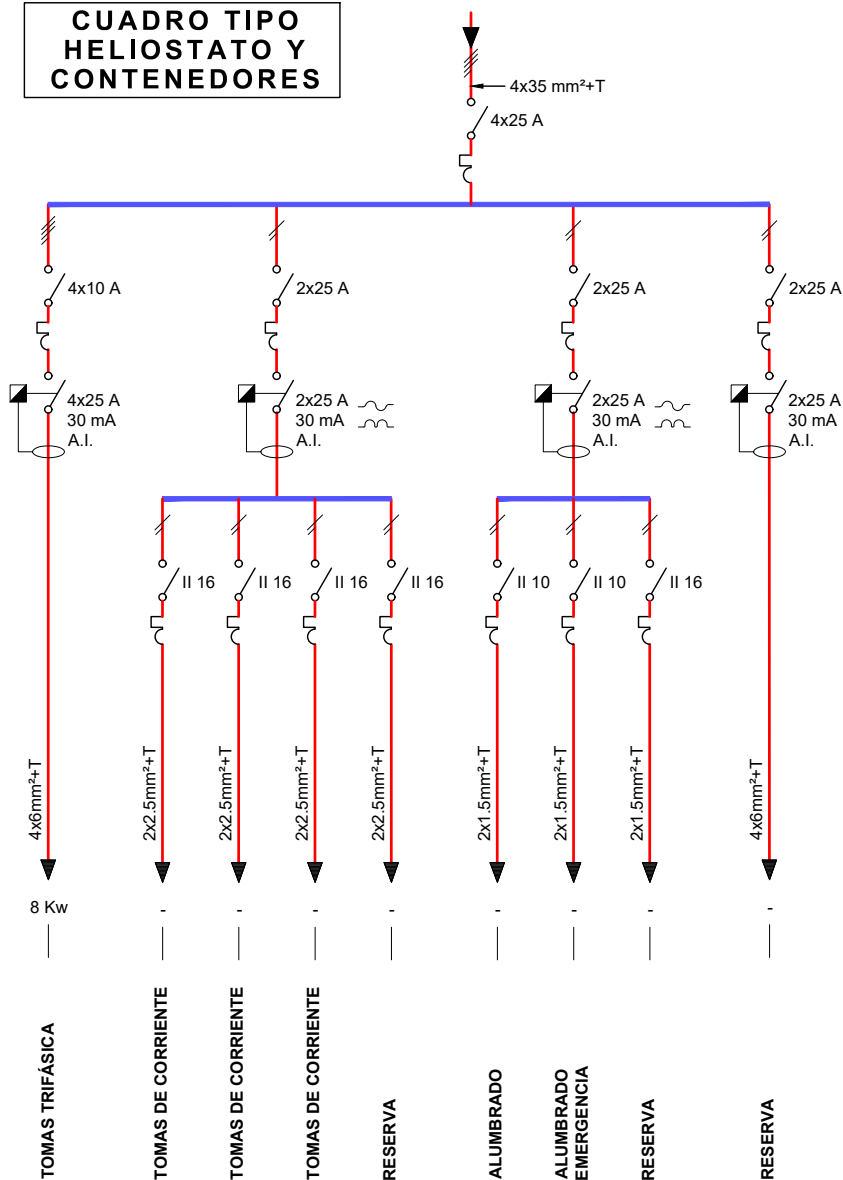 CUADRO TIPO
HELIOSTATO Y
CONTENEDORES
4x35 mm²+T
4x25 A
4x10 A
2x25 A
2x25 A
2x25 A
4x25 A
30 mA
A.I.
2x25 A
30 mA
A.I.
2x25 A
30 mA
A.I.
2x25 A
30 mA
A.I.
II 16
II 16
II 16
II 16
II 10
II 10
II 16
4x6mm²+T
2x2.5mm²+T
2x2.5mm²+T
2x2.5mm²+T
2x2.5mm²+T
2x1.5mm²+T
2x1.5mm²+T
2x1.5mm²+T
4x6mm²+T
8 Kw
-
-
-
-
-
-
-
-
TOMAS TRIFÁSICA
TOMAS DE CORRIENTE
TOMAS DE CORRIENTE
TOMAS DE CORRIENTE
RESERVA
ALUMBRADO
ALUMBRADO
EMERGENCIA
RESERVA
RESERVA